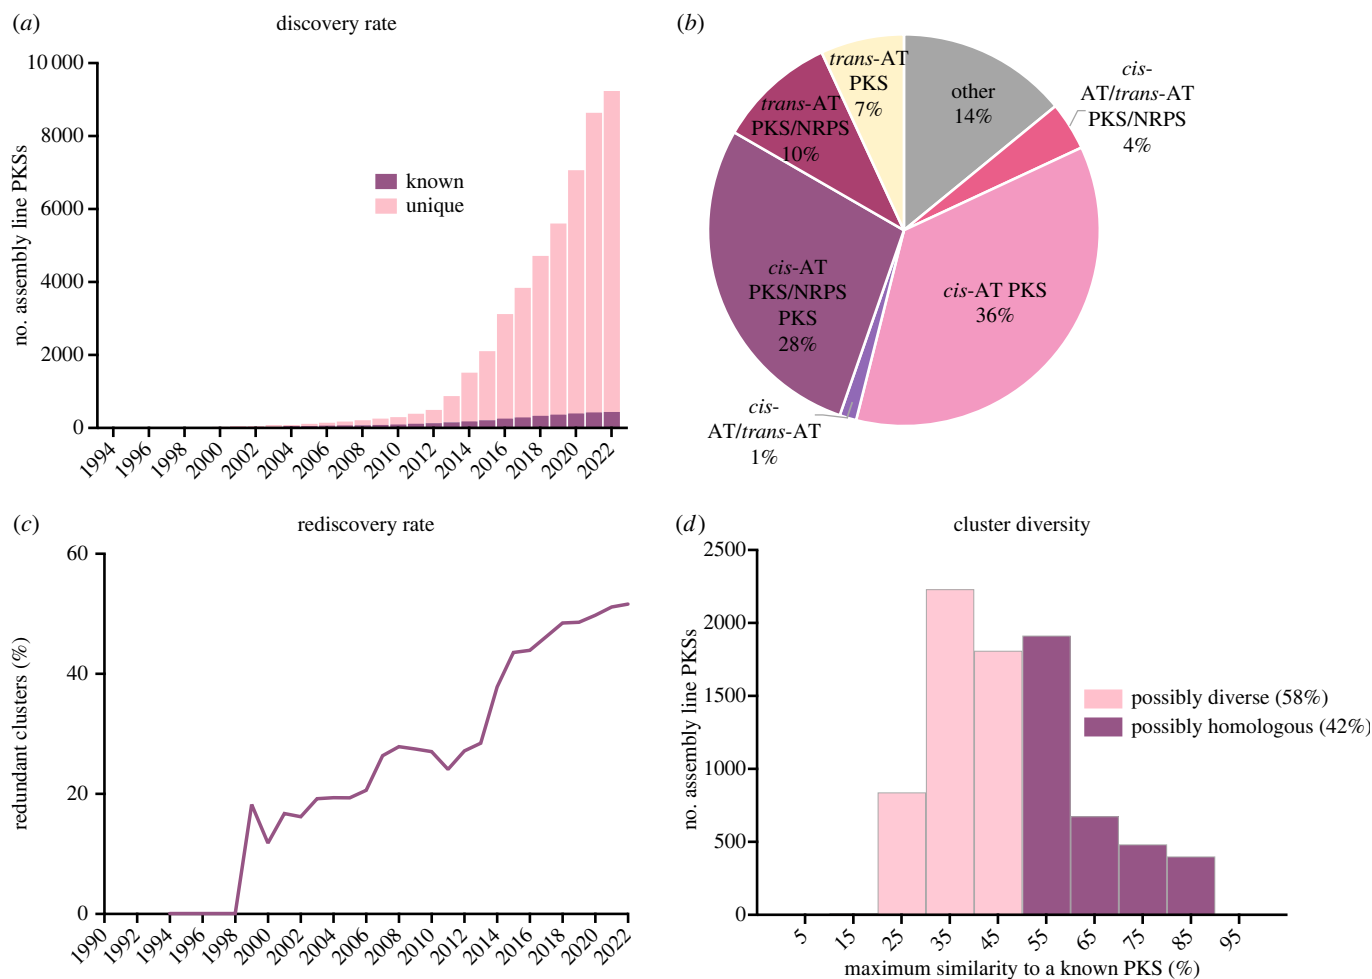 (a)
discovery rate
10 000
8000
6000
4000
2000
0
no. assembly line PKSs
known
unique
1994
1996
1998
2000
2002
2004
2006
2008
2010
2012
2014
2016
2018
2020
2022
(b)
trans-AT
PKS
7%
other
14%
cis-
AT/trans-AT
PKS/NRPS
4%
trans-AT
PKS/NRPS
10%
cis-AT
PKS/NRPS
PKS
28%
cis-AT PKS
36%
cis-
AT/trans-AT
1%
(c)
rediscovery rate
60
40
20
0
redundant clusters (%)
1990
1992
1994
1996
1998
2000
2002
2004
2006
2008
2010
2012
2014
2016
2018
2020
2022
(d)
cluster diversity
2500
2000
1500
1000
500
0
no. assembly line PKSs
possibly diverse (58%)
possibly homologous (42%)
5
15
25
35
45
55
65
75
85
95
maximum similarity to a known PKS (%)